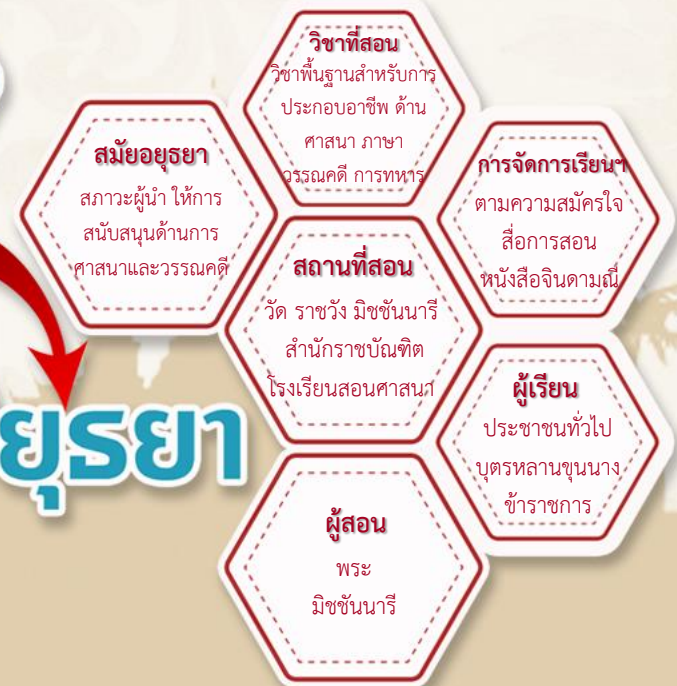 วิชาที่สอน
วิชาพื้นฐานสำหรับการ
ประกอบอาชีพ ด้าน
ศาสนา ภาษา
วรรณคดี การทหาร
สมัยอยุธยา
สภาวะผู้นำ ให้การ
สนับสนุนด้านการ
ศาสนาและวรรณคดี
การจัดการเรียนฯ
ตามความสมัครใจ
สื่อการสอน
หนังสือจินดามณี
สถานที่สอน
วัด ราชวัง มิชชันนารี
สำนักราชบัณฑิต
โรงเรียนสอนศาสนา
ผู้เรียน
ประชาชนทั่วไป
บุตรหลานขุนนาง
ข้าราชการ
ยุธยา
ผู้สอน
พระ
มิชชันนารี